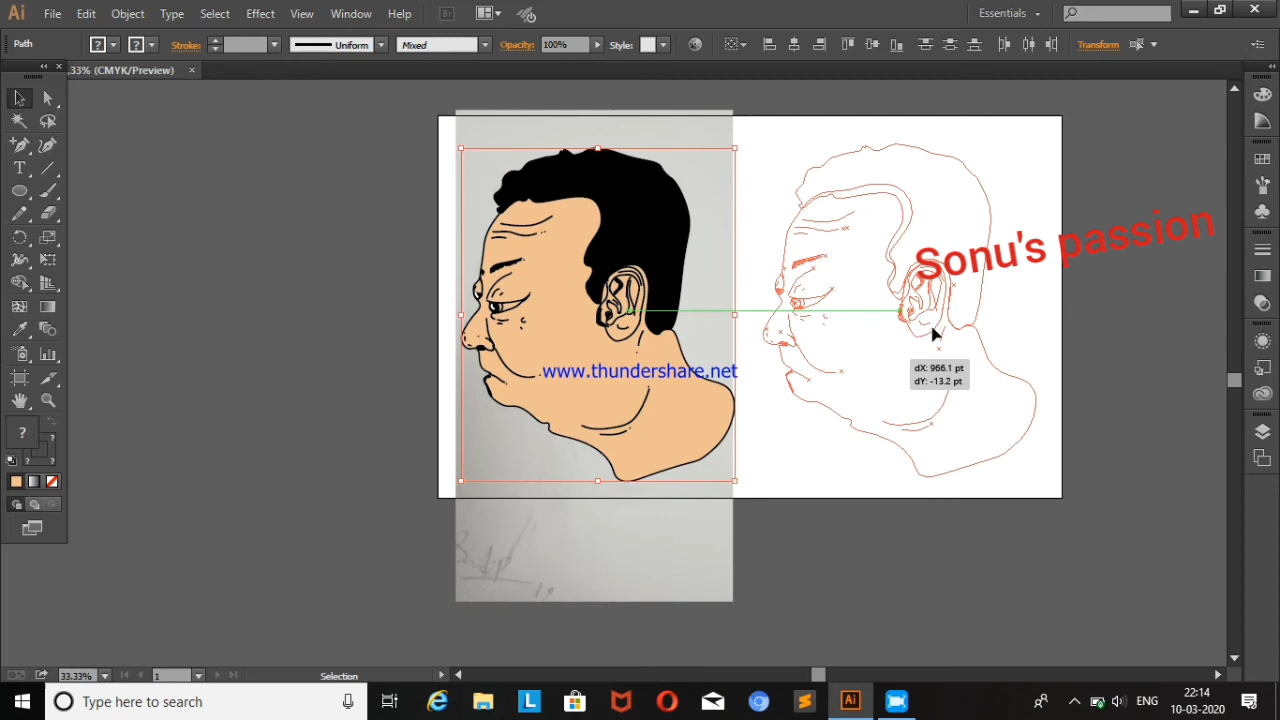 Ai File Edit Object Type Select Effect View Window Help Br Essentials
Path ? ? Stroke: Uniform Mixed Opacity: 100% Style: Transform
.33% (CMYK/Preview)
Sonu's passion
dX: 966.1 pt
dY: -13.2 pt
www.thundershare.net
33.33% 1 Selection
Type here to search
L Ai ENG
22:14
10-03-2020